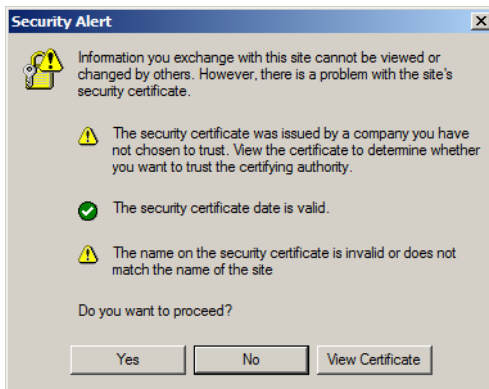 Security Alert
Information you exchange with this site cannot be viewed or
changed by others. However, there is a problem with the site's
security certificate.
The security certificate was issued by a company you have
not chosen to trust. View the certificate to determine whether
you want to trust the certifying authority.
The security certificate date is valid.
The name on the security certificate is invalid or does not
match the name of the site
Do you want to proceed?
Yes No View Certificate